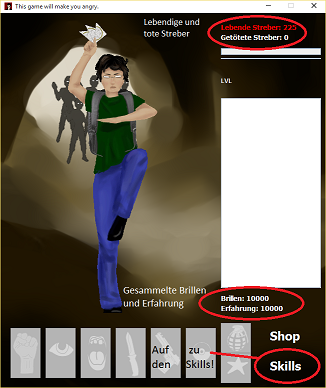 This game will make you angry.
Lebendige und
tote Streber
Lebende Streber: 225
Getötete Streber: 0
LVL
Gesammelte Brillen
und Erfahrung
Brillen: 10000
Erfahrung: 10000
Auf zu
den Skills!
Shop
Skills